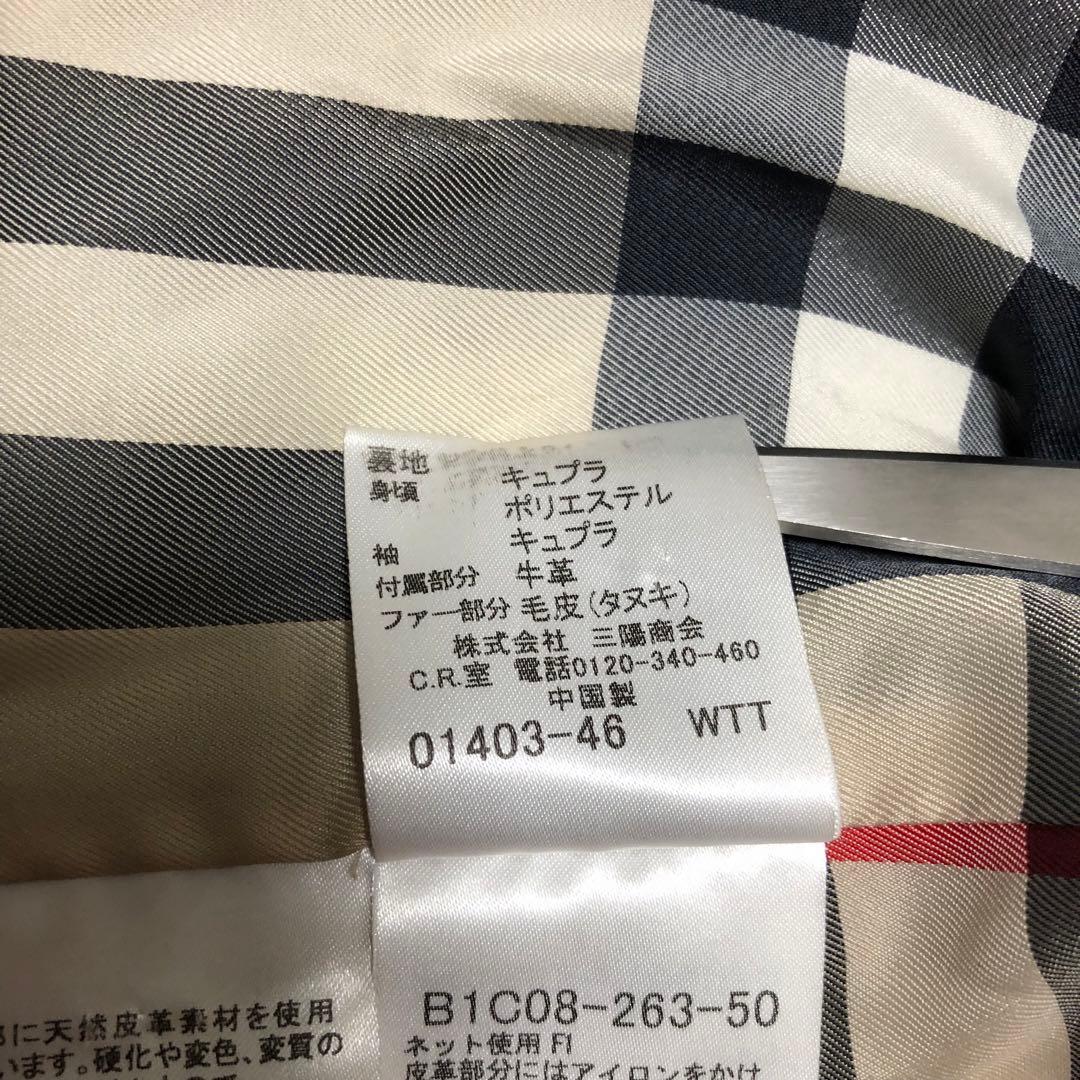 裏地 キュプラ
身頃 ポリエステル
袖 キュプラ
付属部分 牛革
ファー部分 毛皮(タヌキ)
株式会社 三陽商会
C.R.室 電話0120-340-460
中国製
01403-46 WTT
に天然皮革素材を使用
います。硬化や変色、変質の
B1C08-263-50
ネット使用 FI
皮革部分にはアイロンをかけ